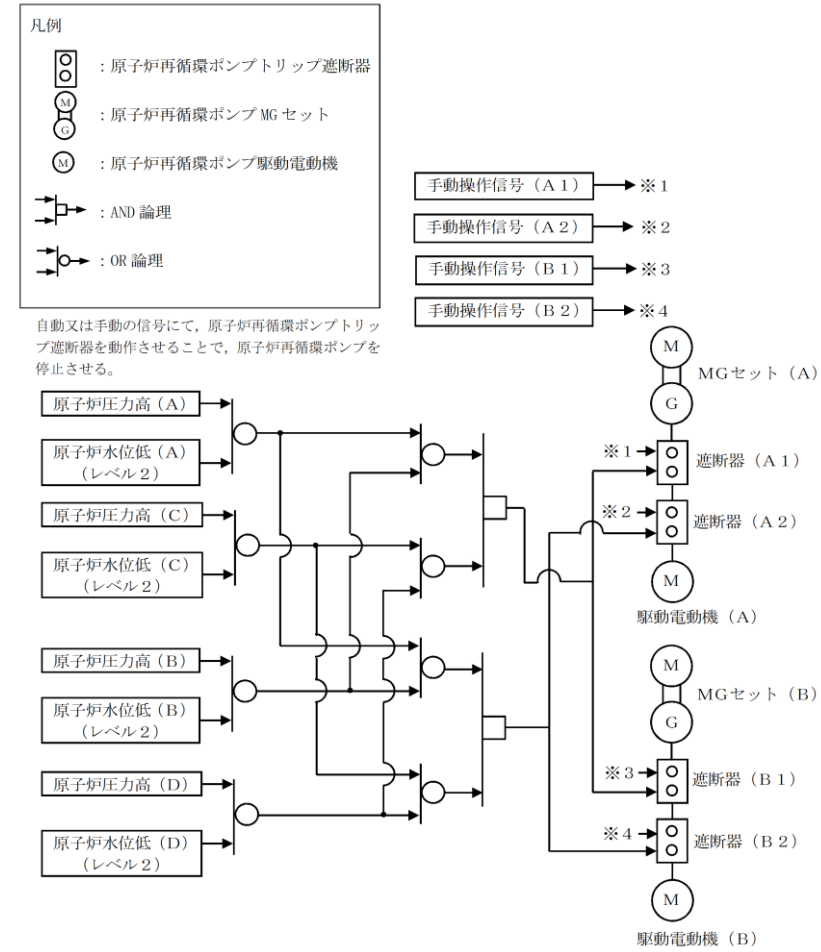 凡例
：原子炉再循環ポンプトリップ遮断器
M
G
：原子炉再循環ポンプ MG セット
M
：原子炉再循環ポンプ駆動電動機
：AND 論理
：OR 論理
自動又は手動の信号にて，原子炉再循環ポンプトリッ
プ遮断器を動作させることで，原子炉再循環ポンプを
停止させる。
手動操作信号（Ａ１）
※１
手動操作信号（Ａ２）
※２
手動操作信号（Ｂ１）
※３
手動操作信号（Ｂ２）
※４
原子炉圧力高（Ａ）
原子炉水位低（Ａ）
（レベル２）
原子炉圧力高（Ｃ）
原子炉水位低（Ｃ）
（レベル２）
原子炉圧力高（Ｂ）
原子炉水位低（Ｂ）
（レベル２）
原子炉圧力高（Ｄ）
原子炉水位低（Ｄ）
（レベル２）
M
MGセット（Ａ）
G
※１
遮断器（Ａ１）
※２
遮断器（Ａ２）
M
駆動電動機（Ａ）
M
MGセット（Ｂ）
G
※３
遮断器（Ｂ１）
※４
遮断器（Ｂ２）
M
駆動電動機（Ｂ）